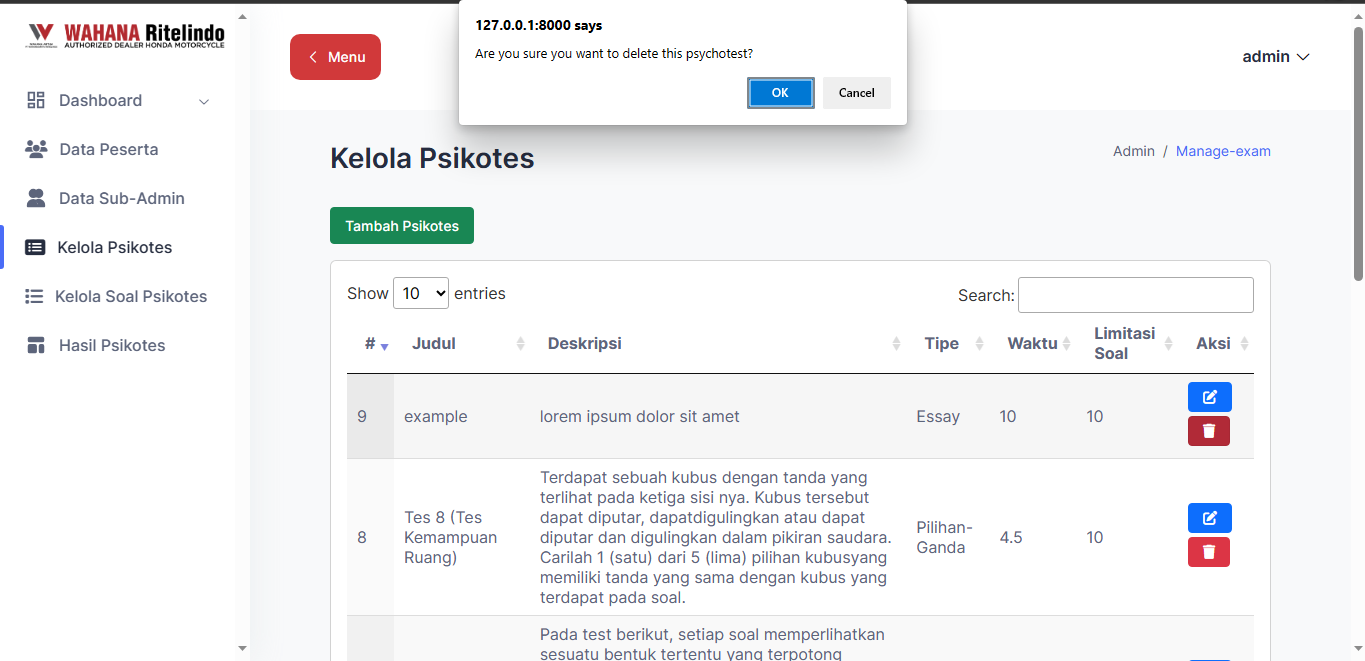 127.0.0.1:8000 says
Are you sure you want to delete this psychotest?
OK
Cancel
WAHANA Ritelindo
AUTHORIZED DEALER HONDA MOTORCYCLE
Menu
admin
Dashboard
Data Peserta
Data Sub-Admin
Kelola Psikotes
Kelola Soal Psikotes
Hasil Psikotes
Kelola Psikotes
Admin / Manage-exam
Tambah Psikotes
Show 10 entries
Search:
# Judul Deskripsi Tipe Waktu Limitasi Soal Aksi
9 example lorem ipsum dolor sit amet Essay 10 10
8
Tes 8 (Tes
Kemampuan
Ruang)
Terdapat sebuah kubus dengan tanda yang
terlihat pada ketiga sisi nya. Kubus tersebut
dapat diputar, dapatdigulingkan atau dapat
diputar dan digulingkan dalam pikiran saudara.
Carilah 1 (satu) dari 5 (lima) pilihan kubusyang
memiliki tanda yang sama dengan kubus yang
terdapat pada soal.
Pilihan-
Ganda
4.5
10
Pada test berikut, setiap soal memperlihatkan
sesuatu bentuk tertentu yang terpotong